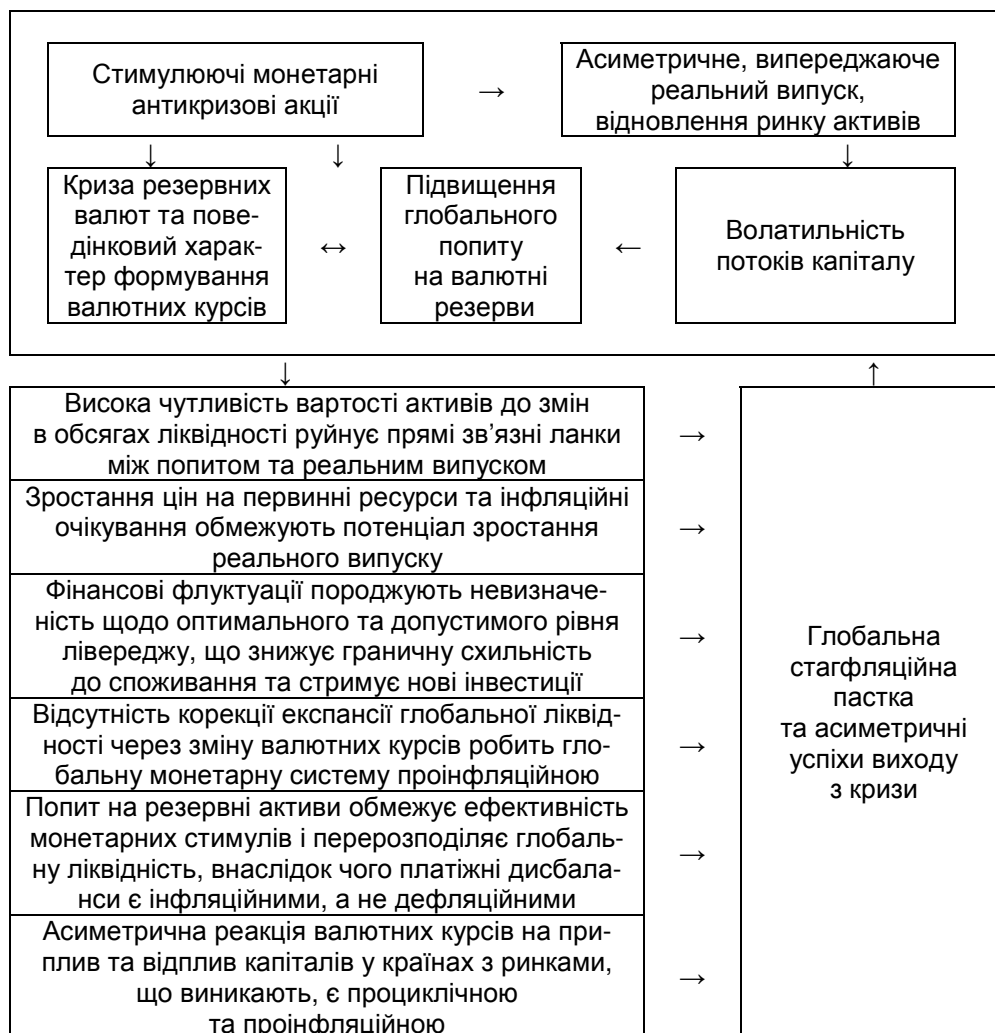 Стимулюючі монетарні
антикризові акції
→
Асиметричне, випереджаюче
реальний випуск,
відновлення ринку активів
↓
↓
↓
Криза резервних
валют та пове-
дінковий харак-
тер формування
валютних курсів
↔
Підвищення
глобального
попиту
на валютні
резерви
←
Волатильність
потоків капіталу
↓
↑
Висока чутливість вартості активів до змін
в обсягах ліквідності руйнує прямі зв’язні ланки
між попитом та реальним випуском
→
Зростання цін на первинні ресурси та інфляційні
очікування обмежують потенціал зростання
реального випуску
→
Фінансові флуктуації породжують невизначе-
ність щодо оптимального та допустимого рівня
лівереджу, що знижує граничну схильність
до споживання та стримує нові інвестиції
→
Відсутність корекції експансії глобальної ліквід-
ності через зміну валютних курсів робить гло-
бальну монетарну систему проінфляційною
→
Попит на резервні активи обмежує ефективність
монетарних стимулів і перерозподіляє глобаль-
ну ліквідність, внаслідок чого платіжні дисбала-
нси є інфляційними, а не дефляційними
→
Асиметрична реакція валютних курсів на при-
плив та відплив капіталів у країнах з ринками,
що виникають, є проциклічною
та проінфляційною
→
Глобальна
стагфляційна
пастка
та асиметричні
успіхи виходу
з кризи